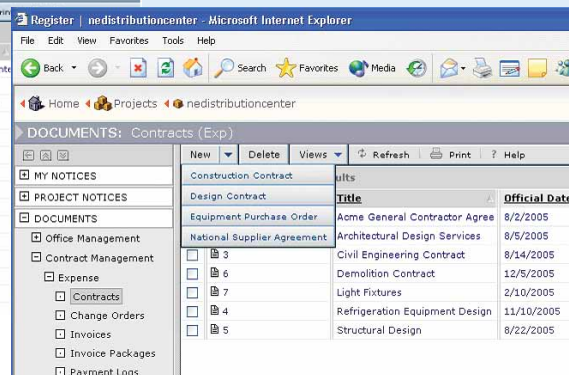 Register | nedistributioncenter - Microsoft Internet Explorer
File Edit View Favorites Tools Help
Back Search Favorites Media
Home Projects nedistributioncenter
DOCUMENTS: Contracts (Exp)
New Delete Views Refresh Print ? Help
MY NOTICES
PROJECT NOTICES
DOCUMENTS
Office Management
Contract Management
Expense
Contracts
Change Orders
Invoices
Invoice Packages
Payment Logs
Construction Contract
Design Contract
Equipment Purchase Order
National Supplier Agreement
ults
Title Official Date
Acme General Contractor Agree 8/2/2005
Architectural Design Services 8/5/2005
3 Civil Engineering Contract 8/14/2005
6 Demolition Contract 12/5/2005
7 Light Fixtures 2/10/2005
4 Refrigeration Equipment Design 11/10/2005
5 Structural Design 8/22/2005